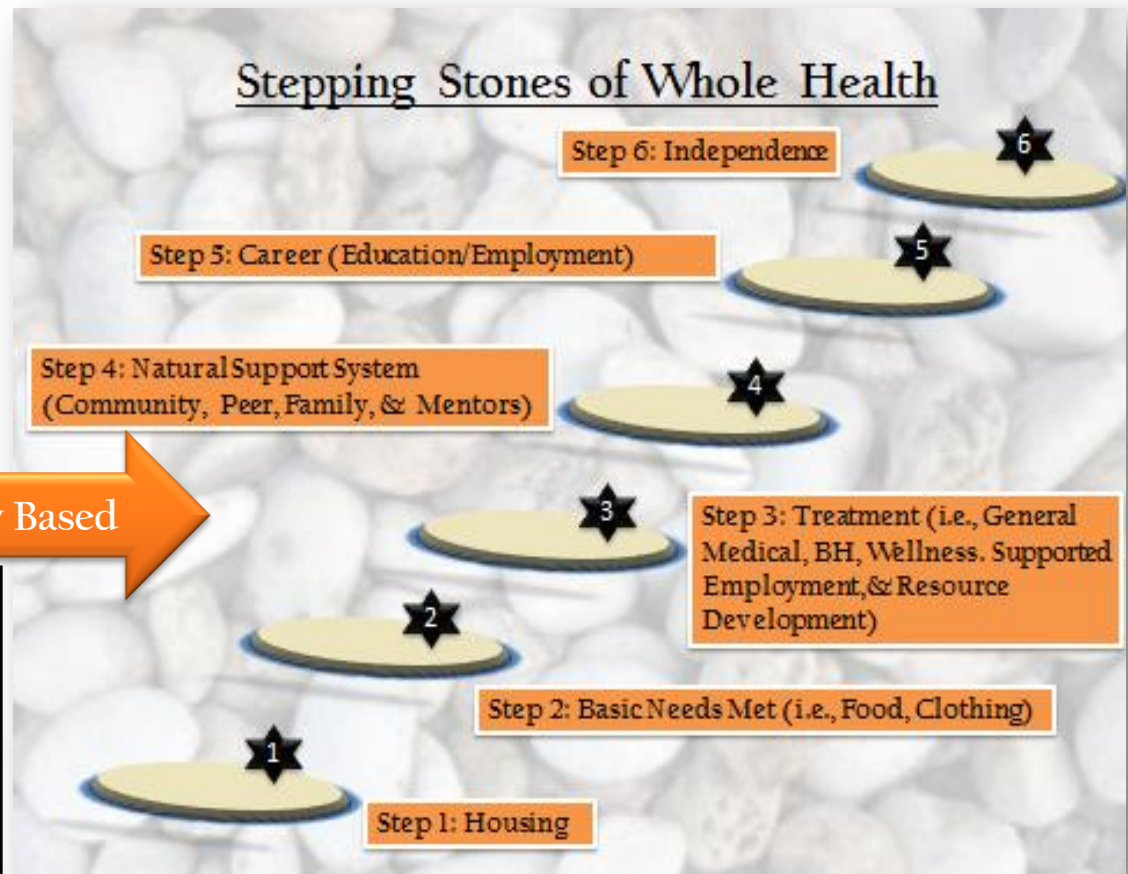 Stepping Stones of Whole Health
6
Step 6: Independence
5
Step 5: Career (Education/Employment)
4
Step 4: Natural Support System
(Community, Peer, Family, & Mentors)
Based
3
Step 3: Treatment (i.e., General
Medical, BH, Wellness. Supported
Employment,& Resource
Development)
2
Step 2: Basic Needs Met (i.e., Food, Clothing)
1
Step 1: Housing